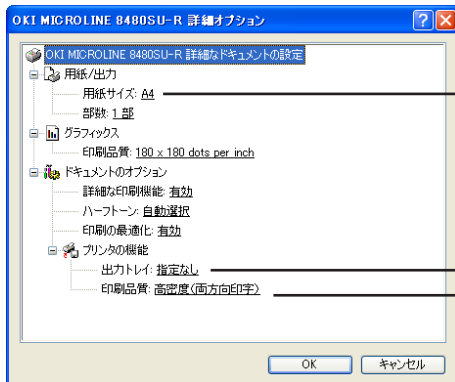 OKI MICROLINE 8480SU-R 詳細オプション
OKI MICROLINE 8480SU-R 詳細なドキュメントの設定
用紙/出力
用紙サイズ: A4
部数: 1 部
グラフィックス
印刷品質: 180 x 180 dots per inch
ドキュメントのオプション
詳細な印刷機能: 有効
ハーフトーン: 自動選択
印刷の最適化: 有効
プリンタの機能
出力トレイ: 指定なし
印刷品質: 高密度(両方向印字)
OK
キャンセル